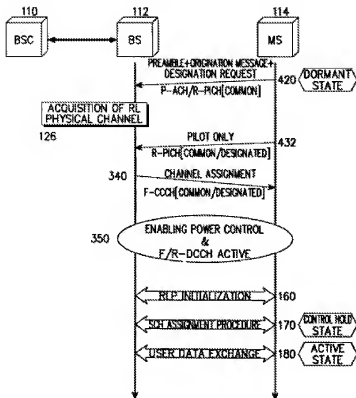 110
112
114
BSC
BS
MS
PREAMBLE+ORIGINATION MESSAGE+
DESIGNATION REQUEST
420
DORMANT
STATE
P-ACH/R-PICH[COMMON]
ACQUISITION OF RL
PHYSICAL CHANNEL
126
PILOT ONLY
432
R-PICH[COMMON/DESIGNATED]
340
CHANNEL ASSIGNMENT
F-CCCH[COMMON/DESIGNATED]
350
ENABLING POWER CONTROL
&
F/R-DCCH ACTIVE
RLP INITIALIZATION
160
SCH ASSIGNMENT PROCEDURE
170
CONTROL HOLD
STATE
USER DATA EXCHANGE
180
ACTIVE
STATE